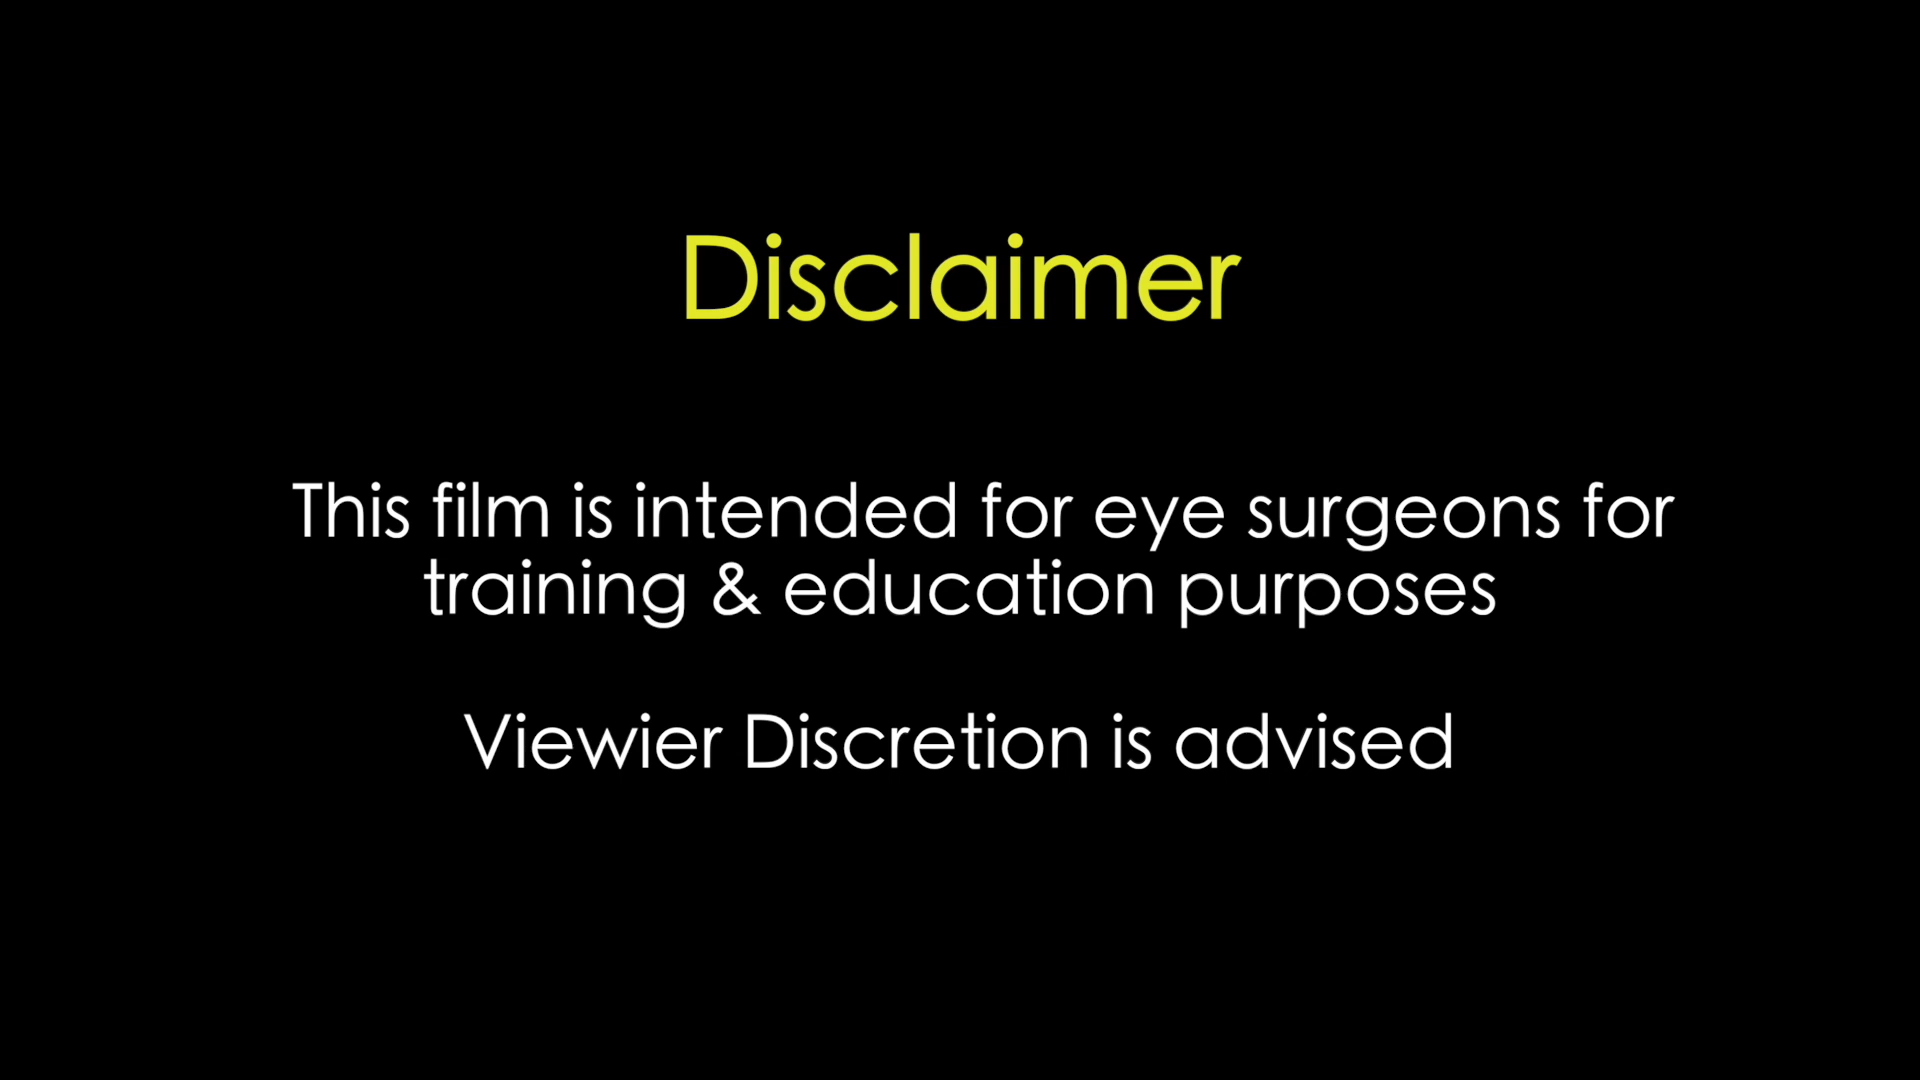 Disclaimer
This film is intended for eye surgeons for
training & education purposes
Viewier Discretion is advised